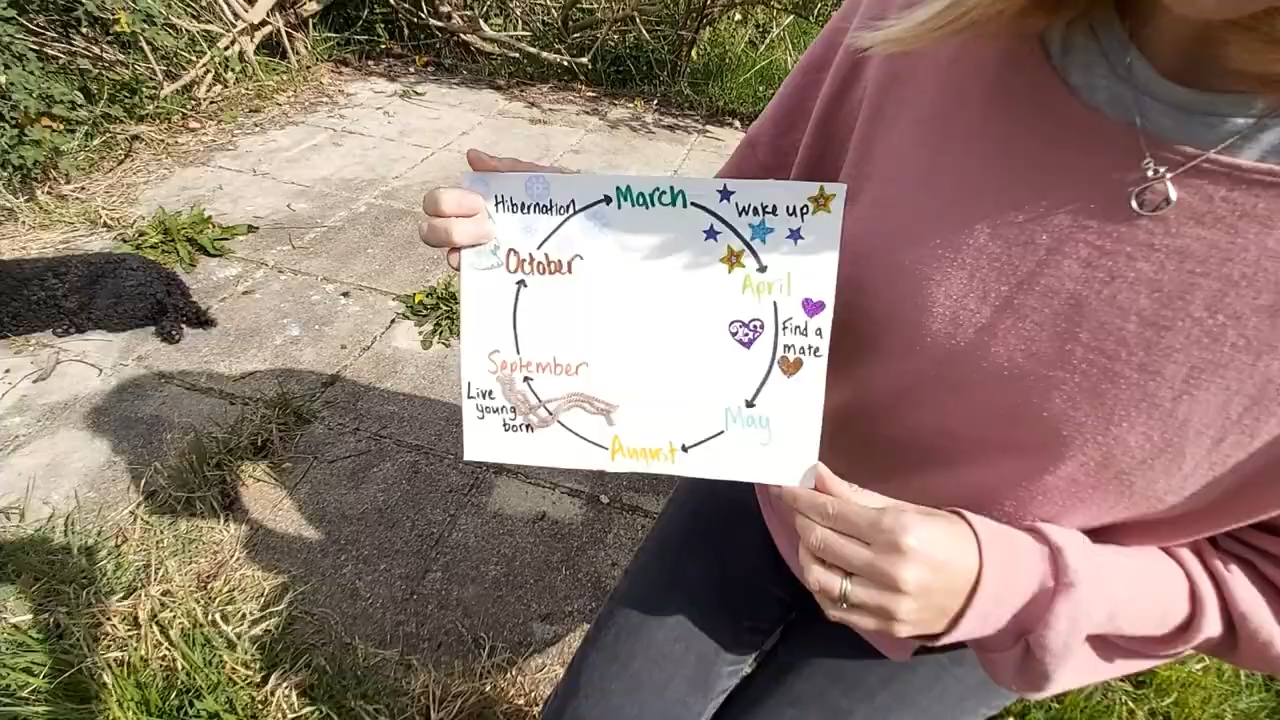 March
Wake up
April
Find a
mate
May
August
Live
young
born
September
October
Hibernation